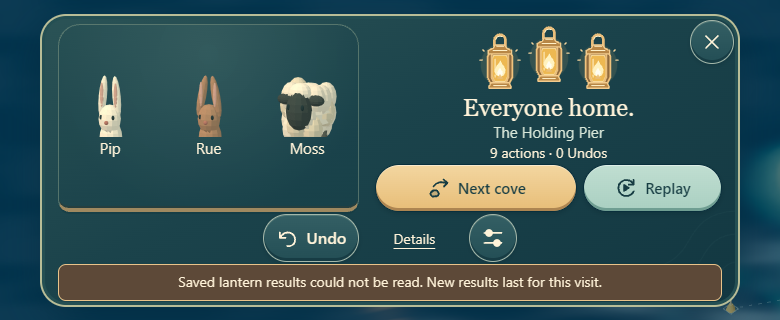 Pip
Rue
Moss
Everyone home.
The Holding Pier
9 actions · 0 Undos
Next cove
Replay
Undo
Details
Saved lantern results could not be read. New results last for this visit.